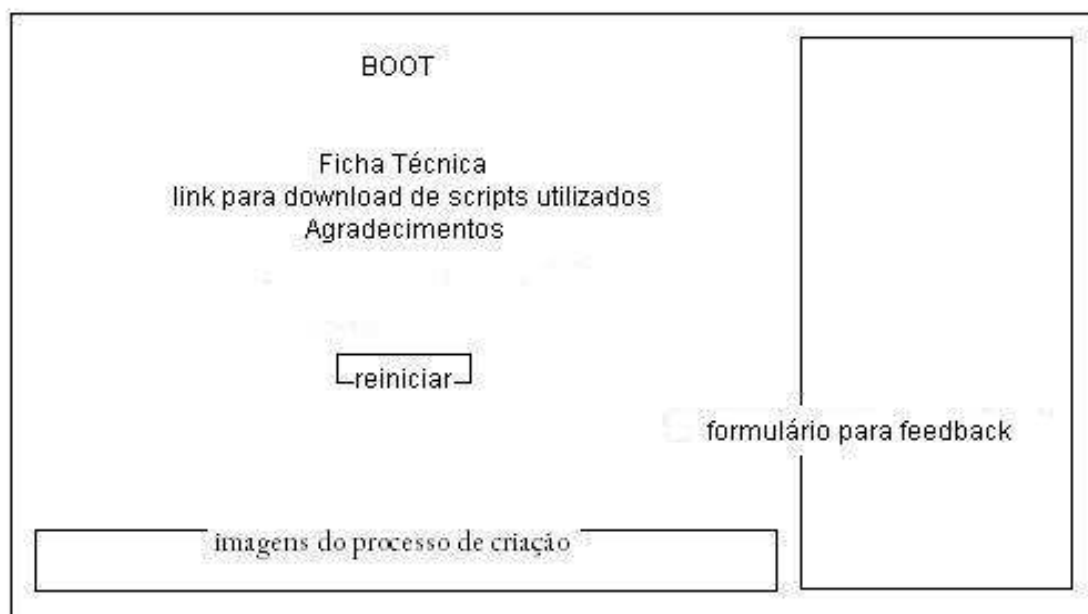 BOOT
Ficha Técnica
link para download de scripts utilizados
Agradecimentos
reiniciar
formulário para feedback
imagens do processo de criação